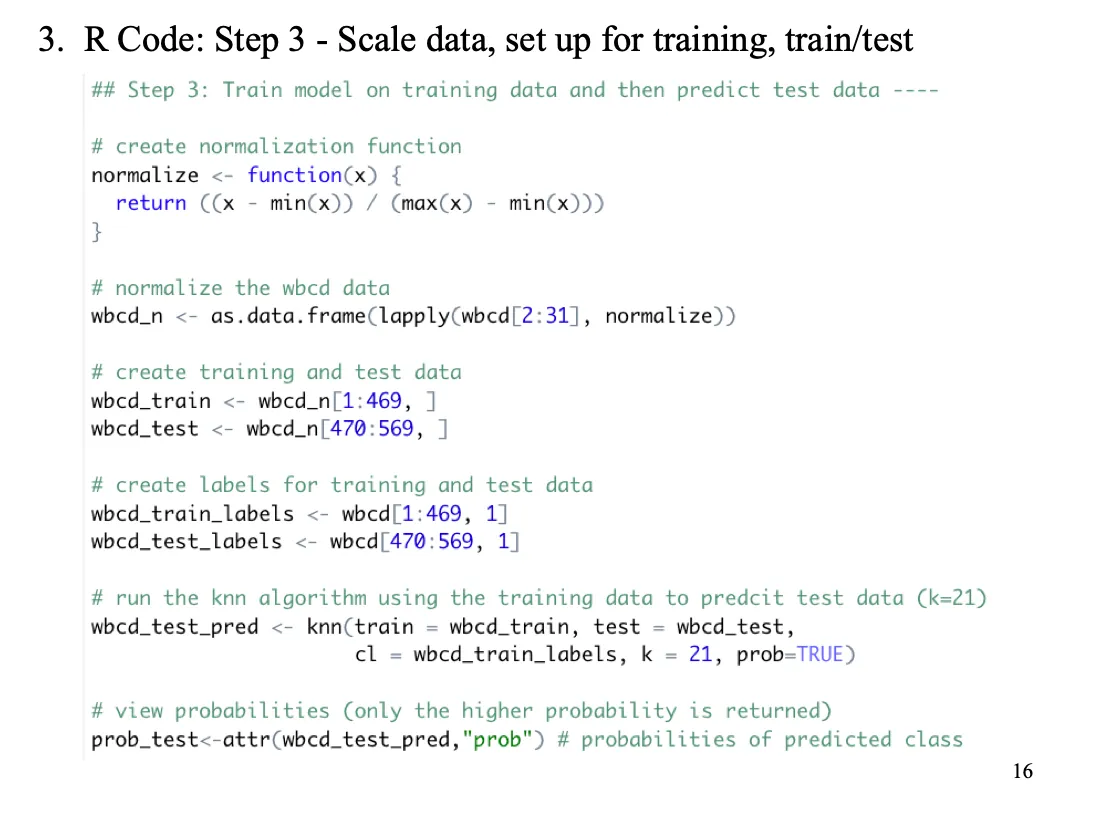 3. R Code: Step 3 - Scale data, set up for training, train/test
## Step 3: Train model on training data and then predict test data ----
# create normalization function
normalize <- function(x) {
  return ((x - min(x)) / (max(x) - min(x)))
}
# normalize the wbcd data
wbcd_n <- as.data.frame(lapply(wbcd[2:31], normalize))
# create training and test data
wbcd_train <- wbcd_n[1:469, ]
wbcd_test <- wbcd_n[470:569, ]
# create labels for training and test data
wbcd_train_labels <- wbcd[1:469, 1]
wbcd_test_labels <- wbcd[470:569, 1]
# run the knn algorithm using the training data to predcit test data (k=21)
wbcd_test_pred <- knn(train = wbcd_train, test = wbcd_test,
                      cl = wbcd_train_labels, k = 21, prob=TRUE)
# view probabilities (only the higher probability is returned)
prob_test<-attr(wbcd_test_pred,"prob") # probabilities of predicted class
16